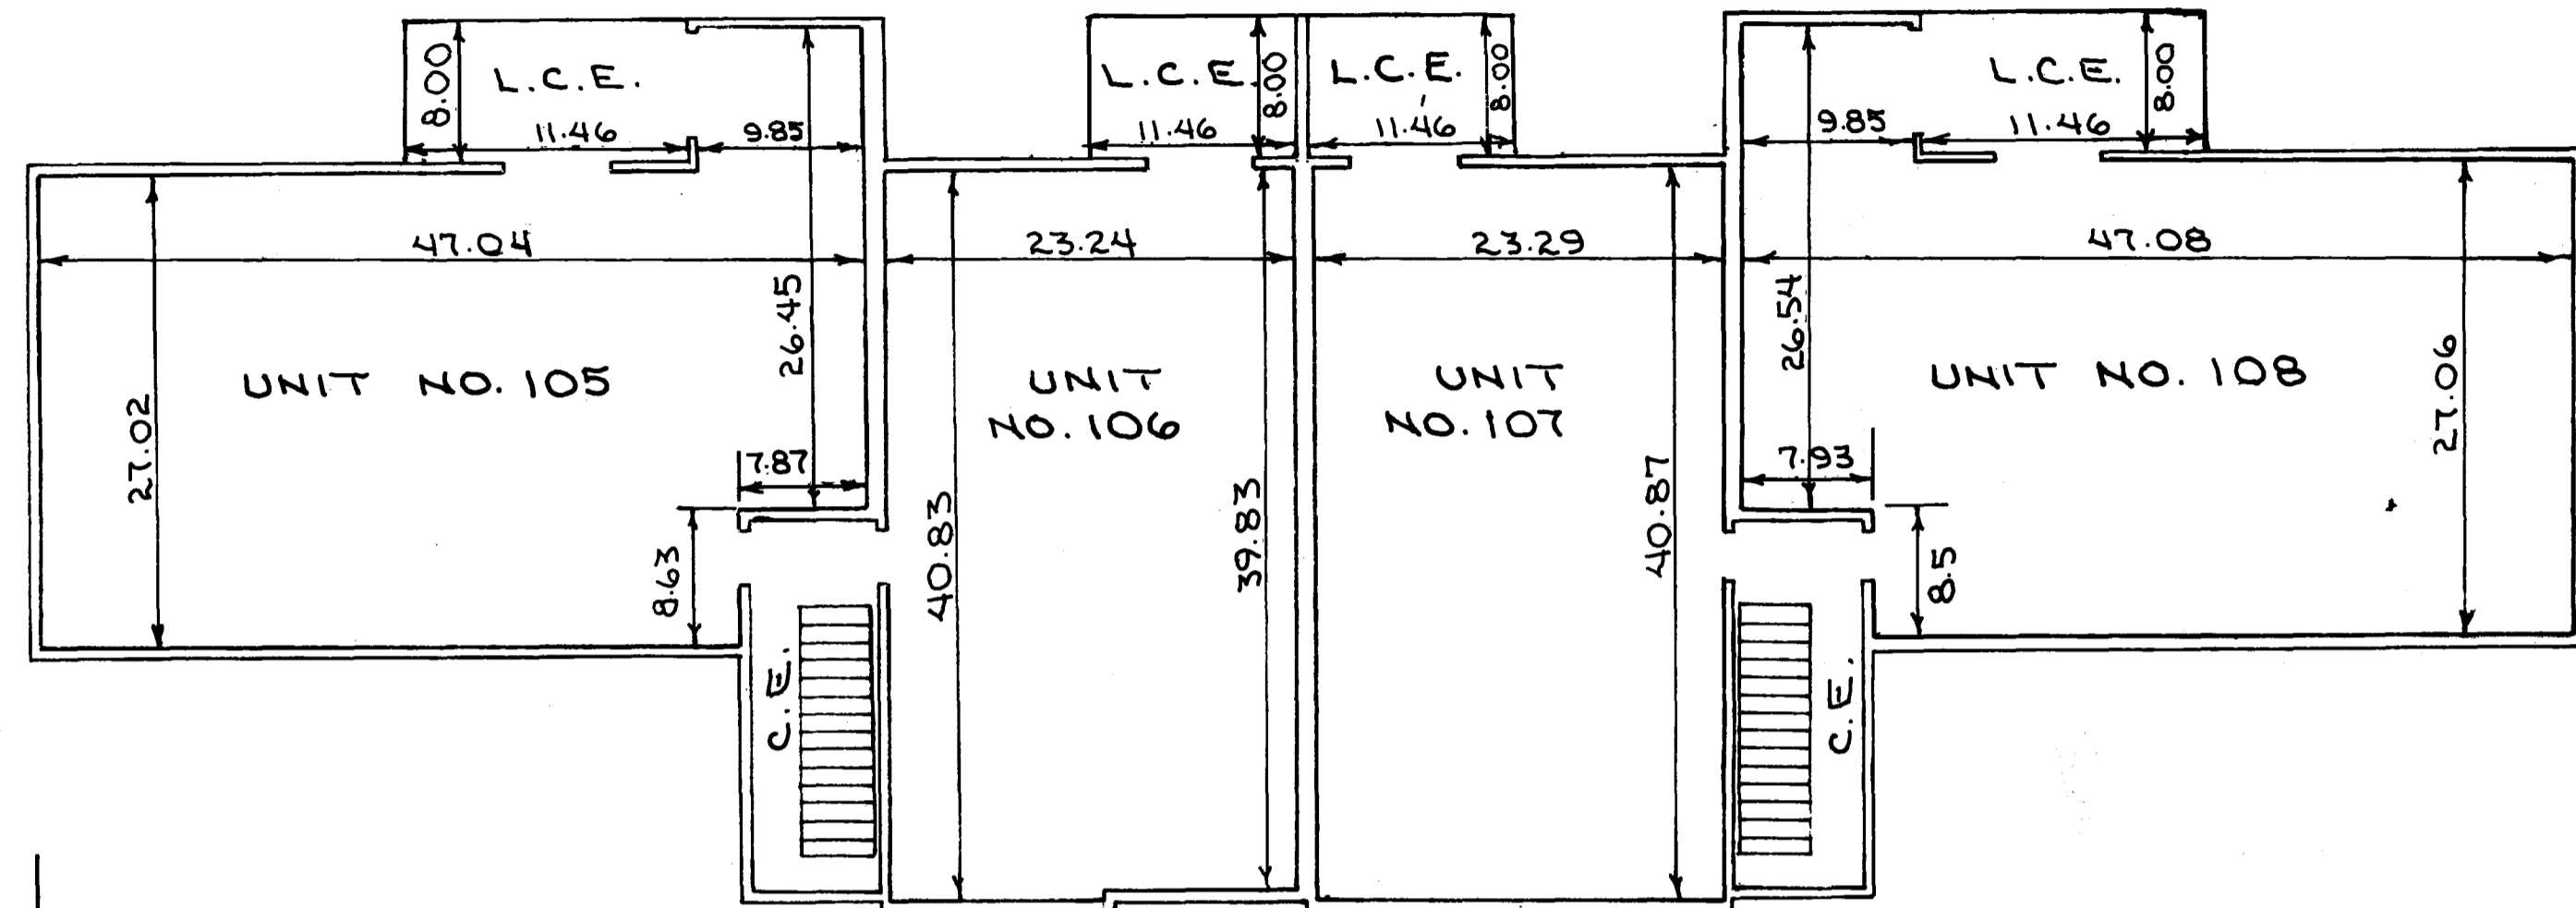 8.00
L.C.E.
11.46
9.85
L.C.E.
8.00
11.46
L.C.E.
8.00
11.46
L.C.E.
8.00
9.85
11.46
47.04
23.24
23.29
47.08
26.45
26.54
UNIT NO. 105
UNIT
NO. 106
UNIT
NO. 107
UNIT NO. 108
27.02
27.06
7.87
7.93
8.63
40.83
39.83
40.87
8.5
C.E.
C.E.